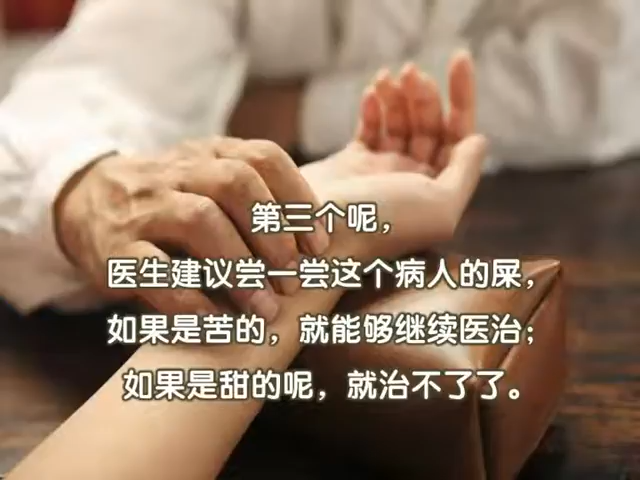 第三个呢，
医生建议尝一尝这个病人的屎，
如果是苦的，就能够继续医治；
如果是甜的呢，就治不了了。